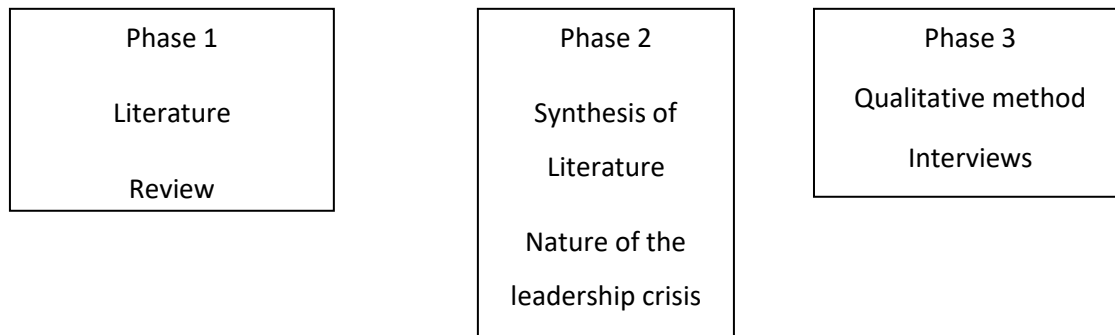 Phase 1
Literature
Review
Phase 2
Synthesis of
Literature
Nature of the
leadership crisis
Phase 3
Qualitative method
Interviews